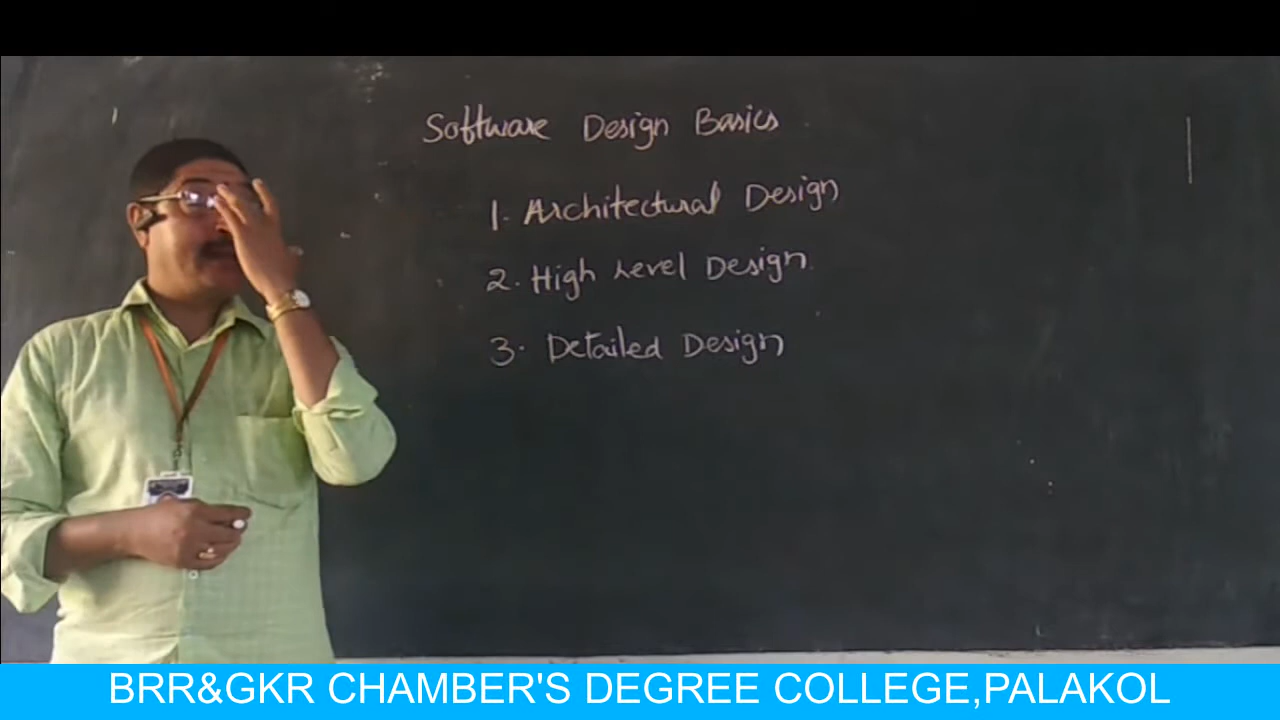 Software Design Basics
1. Architectural Design
2. High Level Design
3. Detailed Design
BRR&GKR CHAMBER'S DEGREE COLLEGE,PALAKOL